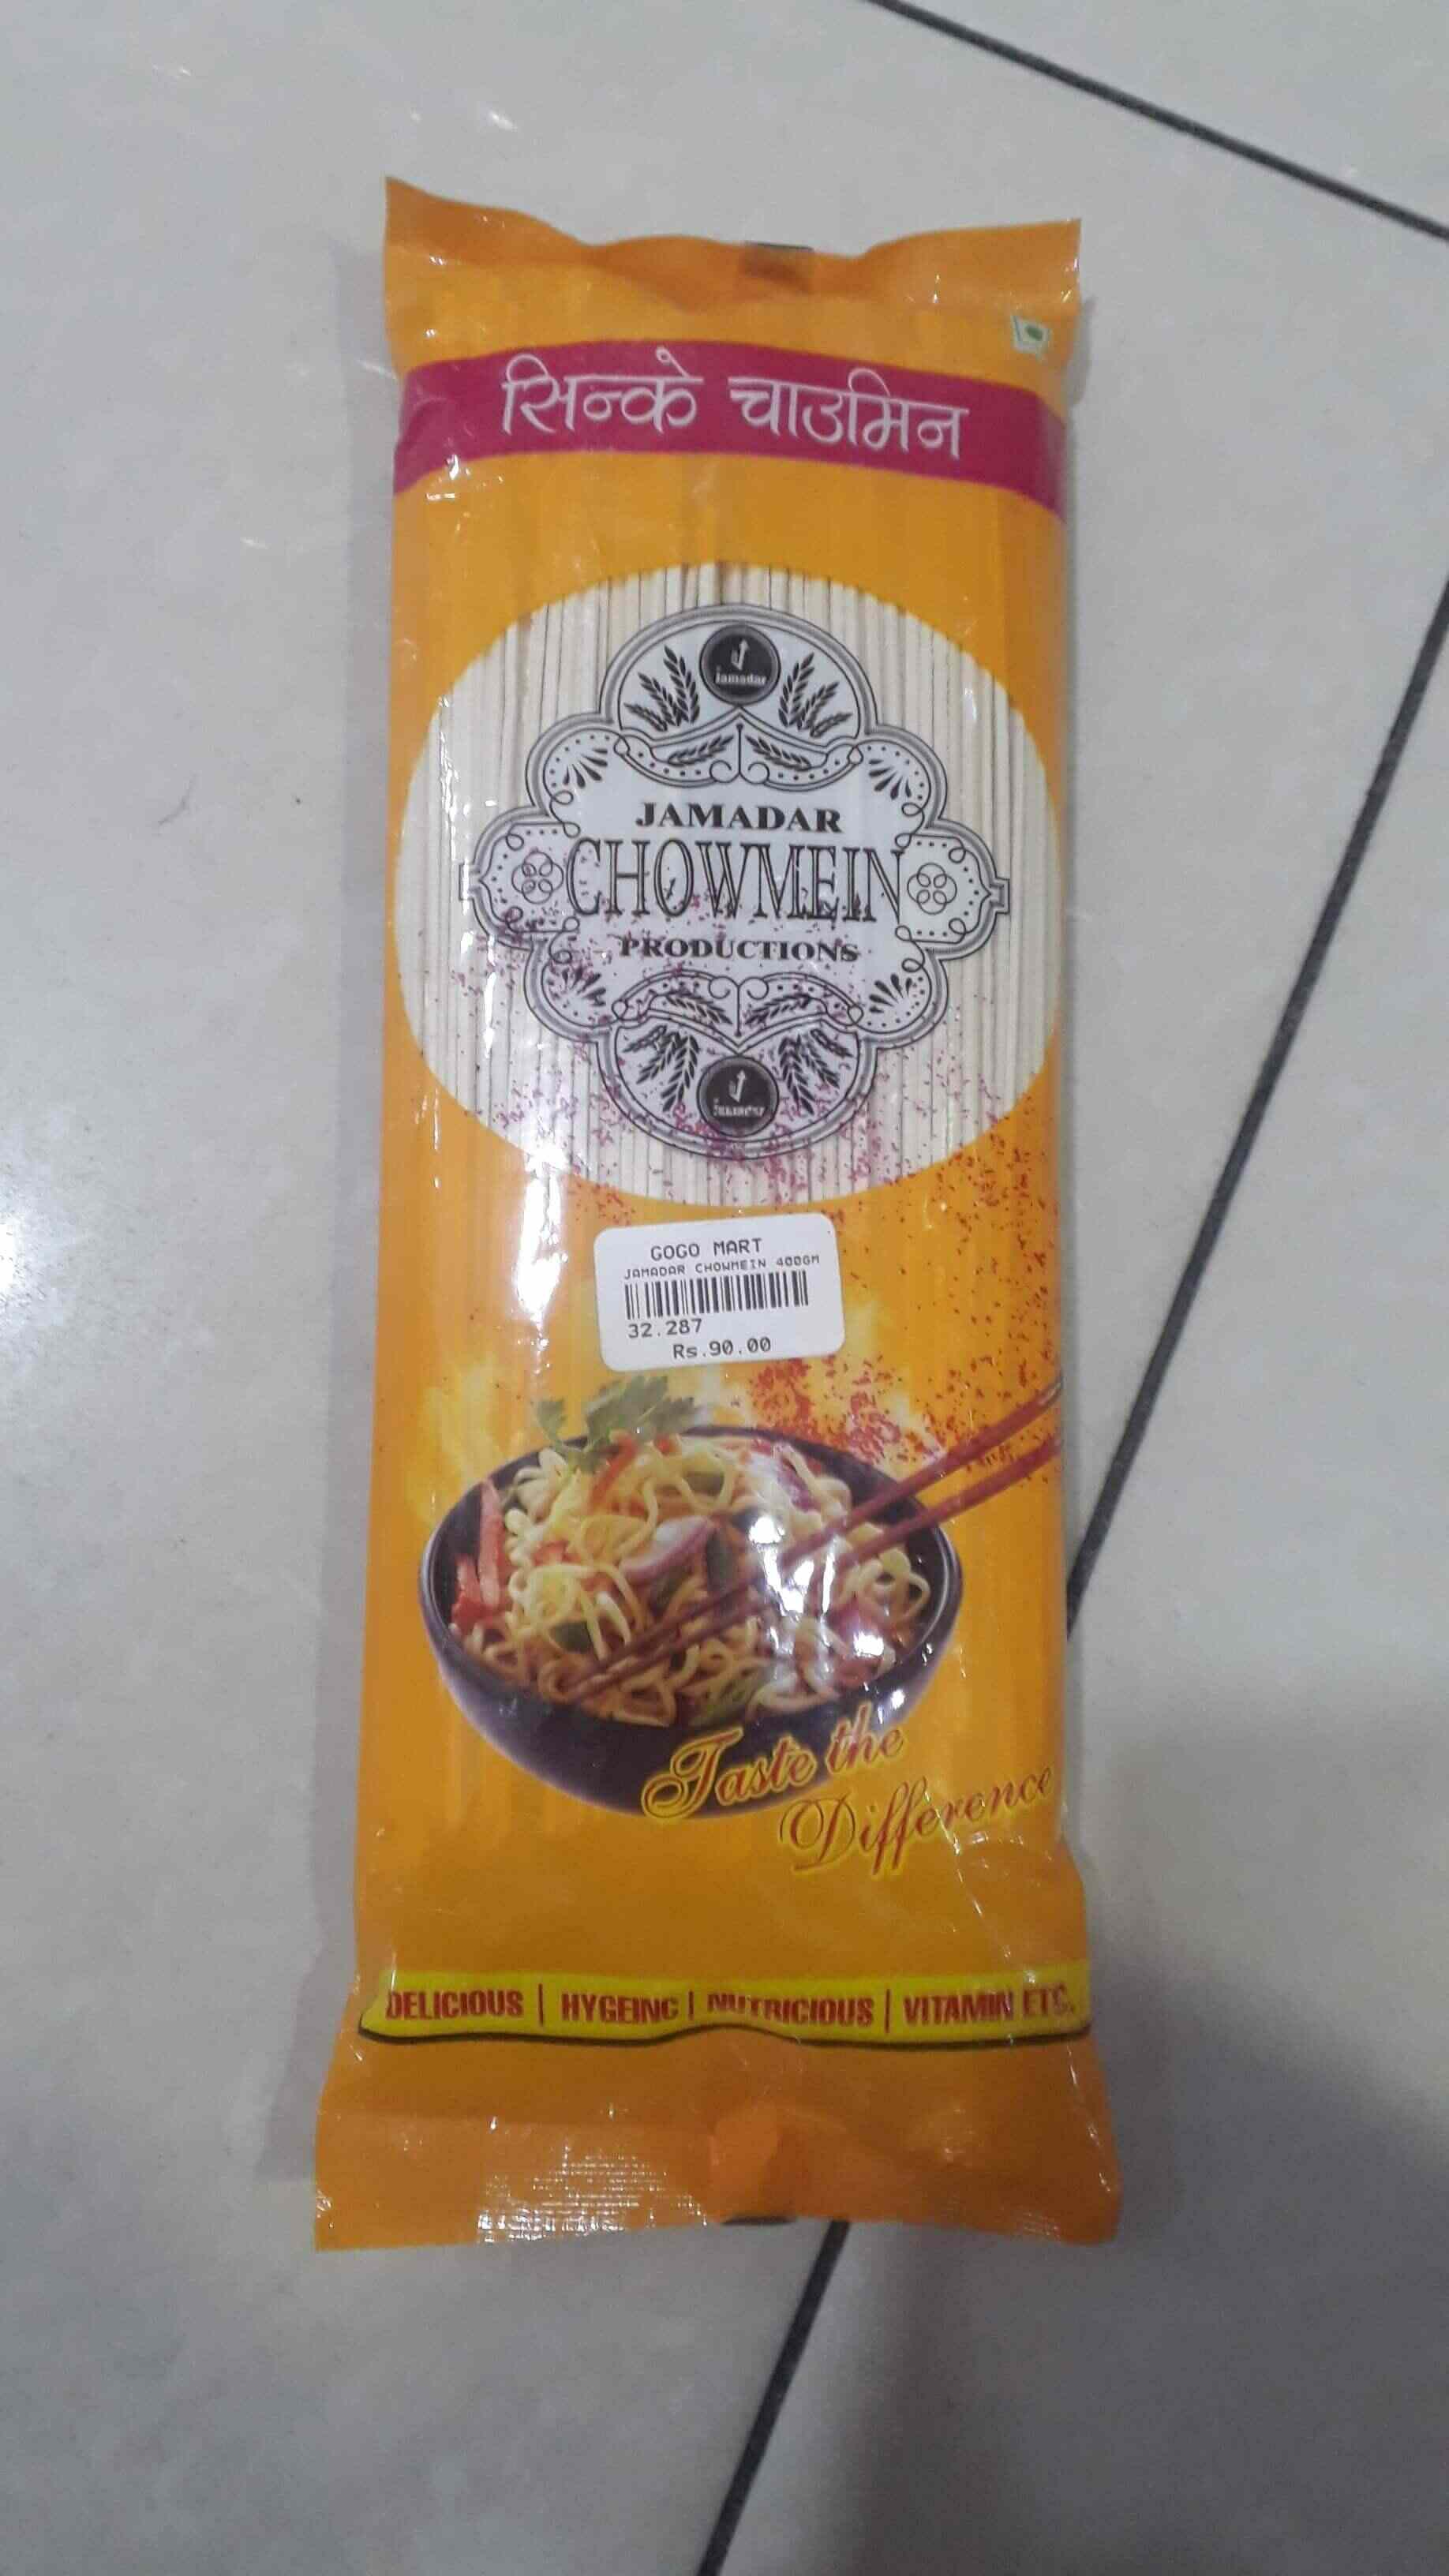 सिन्के चाउमिन
jamadar
JAMADAR
CHOWMEIN
PRODUCTIONS
jamadar
GOGO MART
JAMADAR CHOWMEIN 400GM
32.287
Rs.90.00
Taste the
Difference
DELICIOUS | HYGEINC | NUTRICIOUS | VITAMIN ETC.